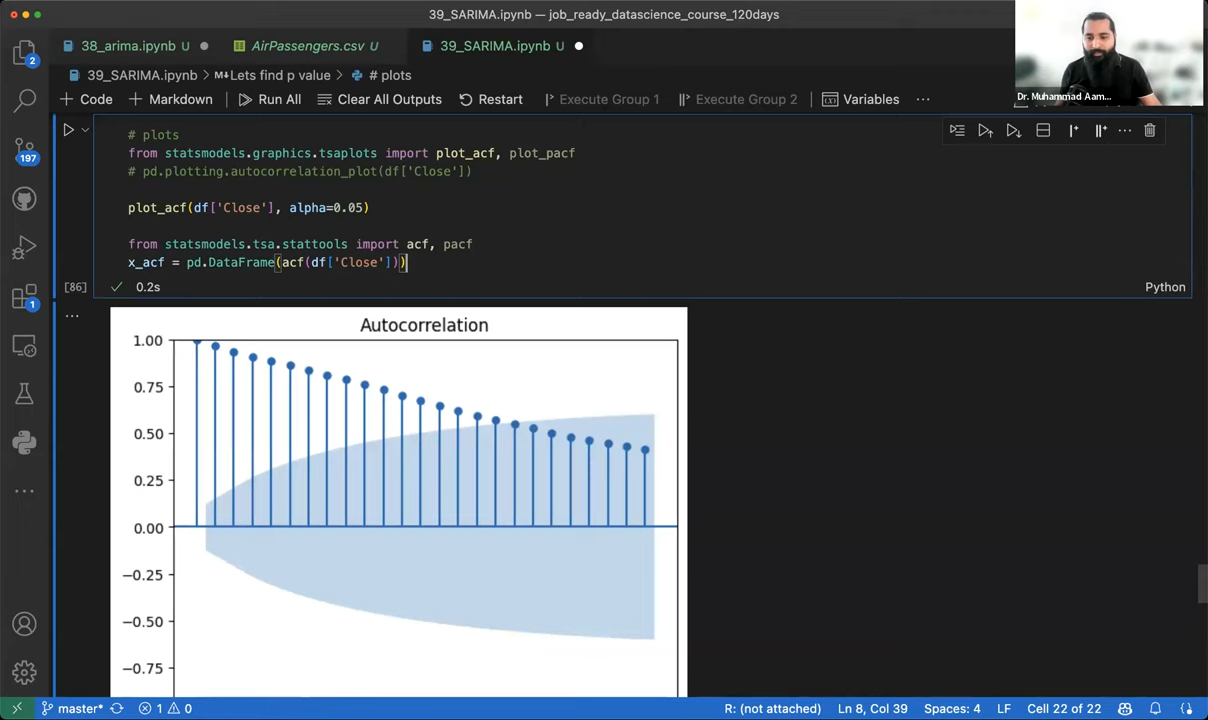 39_SARIMA.ipynb — job_ready_datascience_course_120days
38_arima.ipynb U
AirPassengers.csv U
39_SARIMA.ipynb U
39_SARIMA.ipynb > M↓Lets find p value > # plots
+ Code + Markdown Run All Clear All Outputs Restart Execute Group 1 Execute Group 2 Variables ...
Dr. Muhammad Aam...
2
197
1
# plots
from statsmodels.graphics.tsaplots import plot_acf, plot_pacf
# pd.plotting.autocorrelation_plot(df['Close'])
plot_acf(df['Close'], alpha=0.05)
from statsmodels.tsa.stattools import acf, pacf
x_acf = pd.DataFrame(acf(df['Close']))
[86] 0.2s Python
...
Autocorrelation
1.00
0.75
0.50
0.25
0.00
−0.25
−0.50
−0.75
master* 1 0 R: (not attached) Ln 8, Col 39 Spaces: 4 LF Cell 22 of 22